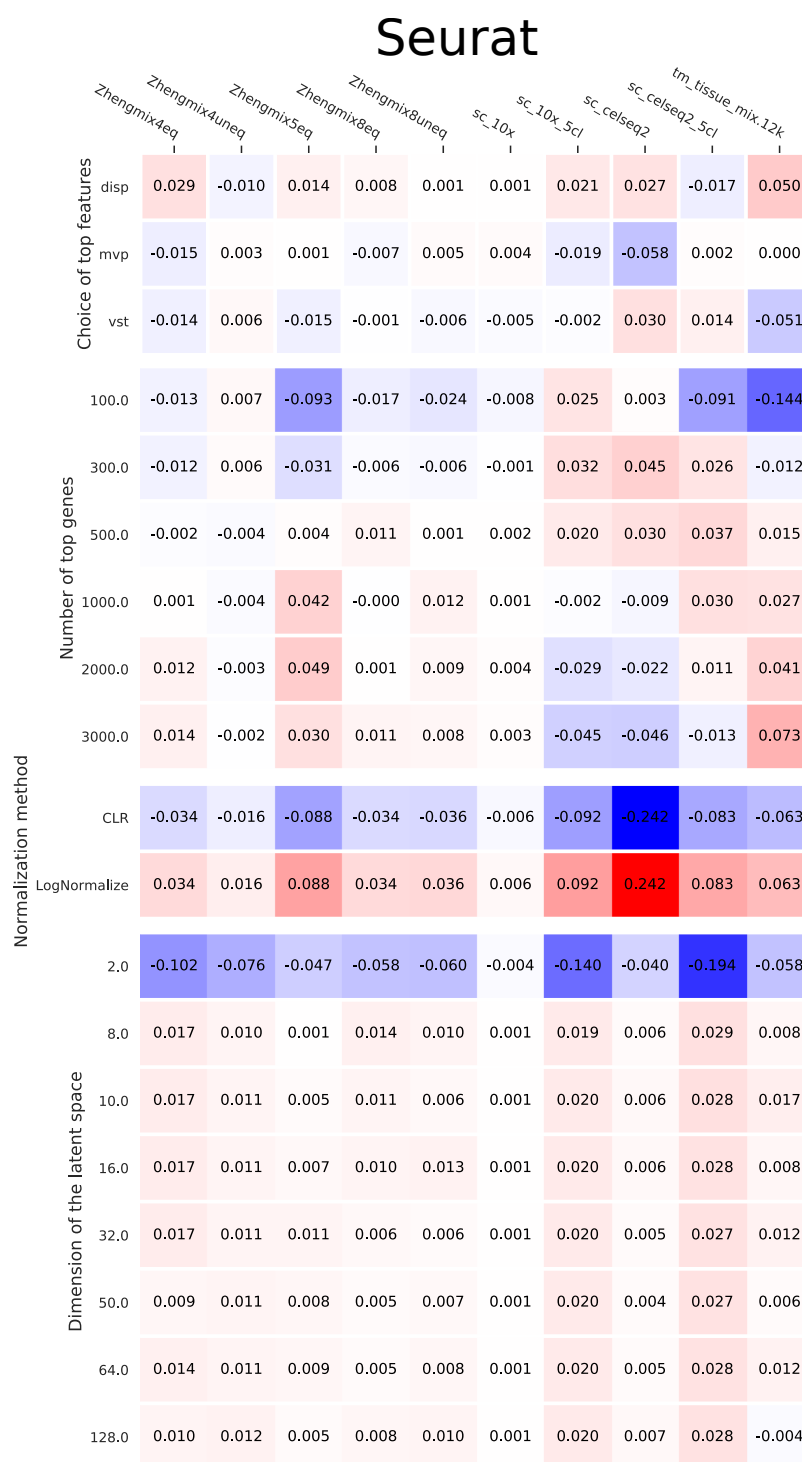 Seurat
Zhengmix4eq Zhengmix4uneq Zhengmix5eq Zhengmix8eq Zhengmix8uneq sc_10x sc_10x_5cl sc_celseq2 sc_celseq2_5cl tm_tissue_mix.12k
Choice of top features
disp 0.029 -0.010 0.014 0.008 0.001 0.001 0.021 0.027 -0.017 0.050
mvp -0.015 0.003 0.001 -0.007 0.005 0.004 -0.019 -0.058 0.002 0.000
vst -0.014 0.006 -0.015 -0.001 -0.006 -0.005 -0.002 0.030 0.014 -0.051
Number of top genes
100.0 -0.013 0.007 -0.093 -0.017 -0.024 -0.008 0.025 0.003 -0.091 -0.144
300.0 -0.012 0.006 -0.031 -0.006 -0.006 -0.001 0.032 0.045 0.026 -0.012
500.0 -0.002 -0.004 0.004 0.011 0.001 0.002 0.020 0.030 0.037 0.015
1000.0 0.001 -0.004 0.042 -0.000 0.012 0.001 -0.002 -0.009 0.030 0.027
2000.0 0.012 -0.003 0.049 0.001 0.009 0.004 -0.029 -0.022 0.011 0.041
3000.0 0.014 -0.002 0.030 0.011 0.008 0.003 -0.045 -0.046 -0.013 0.073
Normalization method
CLR -0.034 -0.016 -0.088 -0.034 -0.036 -0.006 -0.092 -0.242 -0.083 -0.063
LogNormalize 0.034 0.016 0.088 0.034 0.036 0.006 0.092 0.242 0.083 0.063
Dimension of the latent space
2.0 -0.102 -0.076 -0.047 -0.058 -0.060 -0.004 -0.140 -0.040 -0.194 -0.058
8.0 0.017 0.010 0.001 0.014 0.010 0.001 0.019 0.006 0.029 0.008
10.0 0.017 0.011 0.005 0.011 0.006 0.001 0.020 0.006 0.028 0.017
16.0 0.017 0.011 0.007 0.010 0.013 0.001 0.020 0.006 0.028 0.008
32.0 0.017 0.011 0.011 0.006 0.006 0.001 0.020 0.005 0.027 0.012
50.0 0.009 0.011 0.008 0.005 0.007 0.001 0.020 0.004 0.027 0.006
64.0 0.014 0.011 0.009 0.005 0.008 0.001 0.020 0.005 0.028 0.012
128.0 0.010 0.012 0.005 0.008 0.010 0.001 0.020 0.007 0.028 -0.004